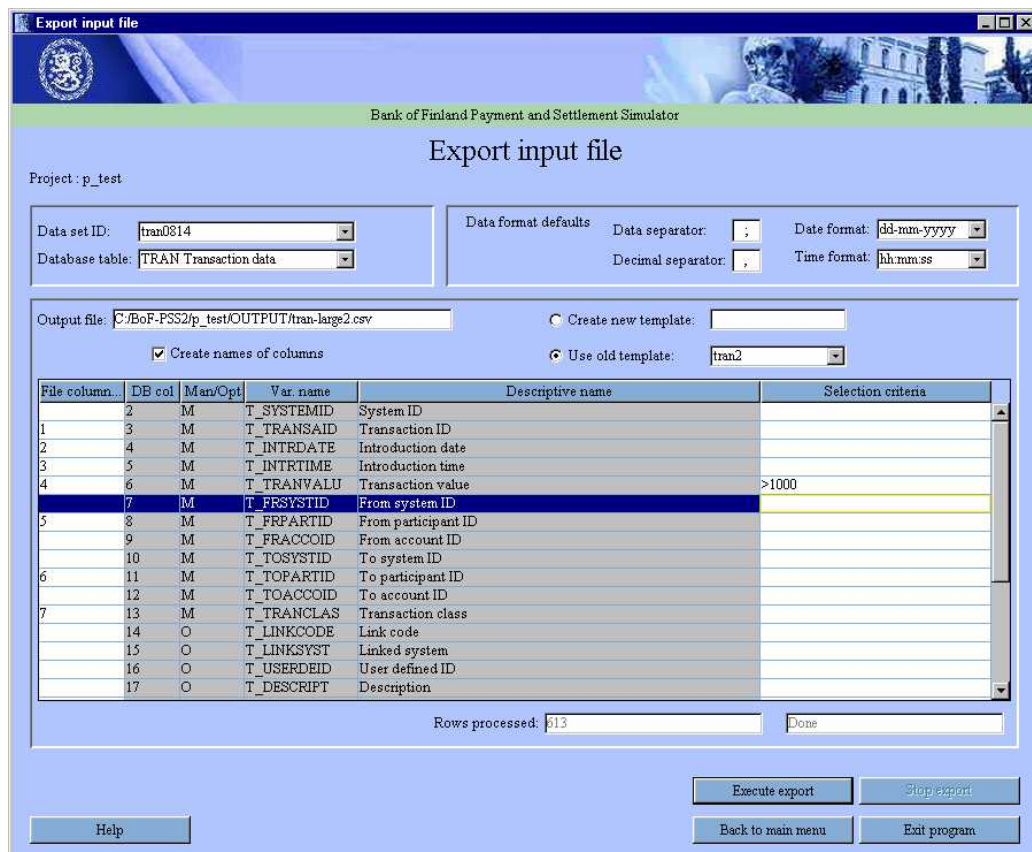 Export input file
Bank of Finland Payment and Settlement Simulator
Export input file
Project : p_test
Data set ID: tran0814
Database table: TRAN Transaction data
Data format defaults
Data separator: ; Date format: dd-mm-yyyy
Decimal separator: , Time format: hh:mm:ss
Output file: C:/BoF-PSS2/p_test/OUTPUT/tran-large2.csv
Create new template:
Create names of columns
Use old template: tran2
File column... DB col Man/Opt Var. name Descriptive name Selection criteria
2 M T_SYSTEMID System ID
1 3 M T_TRANSAID Transaction ID
2 4 M T_INTRDATE Introduction date
3 5 M T_INTRTIME Introduction time
4 6 M T_TRANVALU Transaction value >1000
7 M T_FRSYSTID From system ID
5 8 M T_FRPARTID From participant ID
9 M T_FRACCOID From account ID
10 M T_TOSYSTID To system ID
6 11 M T_TOPARTID To participant ID
12 M T_TOACCOID To account ID
7 13 M T_TRANCLAS Transaction class
14 O T_LINKCODE Link code
15 O T_LINKSYST Linked system
16 O T_USERDEID User defined ID
17 O T_DESCRIPT Description
Rows processed: 613 Done
Execute export Stop export
Help Back to main menu Exit program